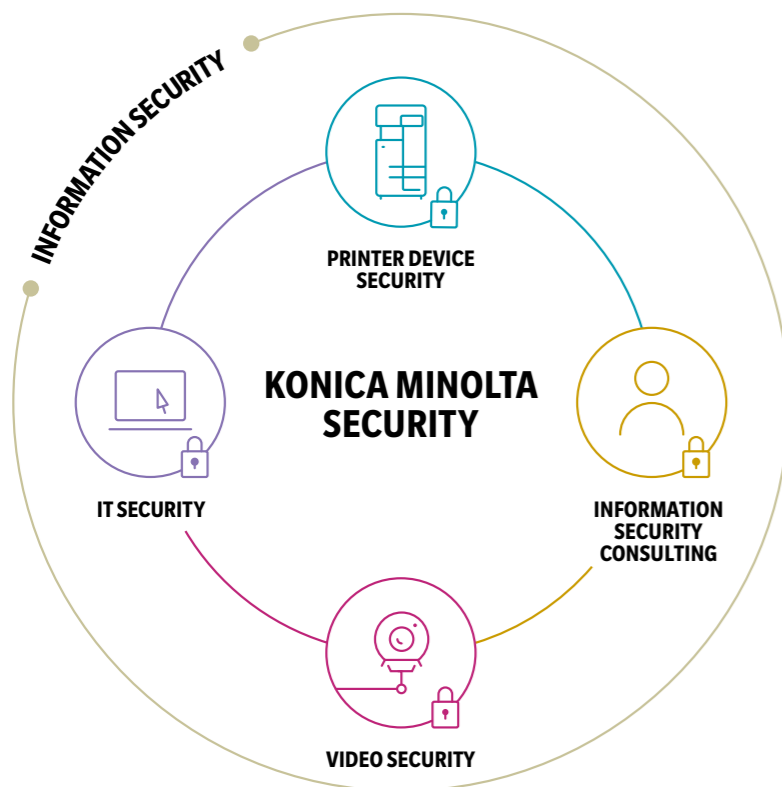 INFORMATION SECURITY
PRINTER DEVICE
SECURITY
KONICA MINOLTA
SECURITY
IT SECURITY
INFORMATION
SECURITY
CONSULTING
VIDEO SECURITY